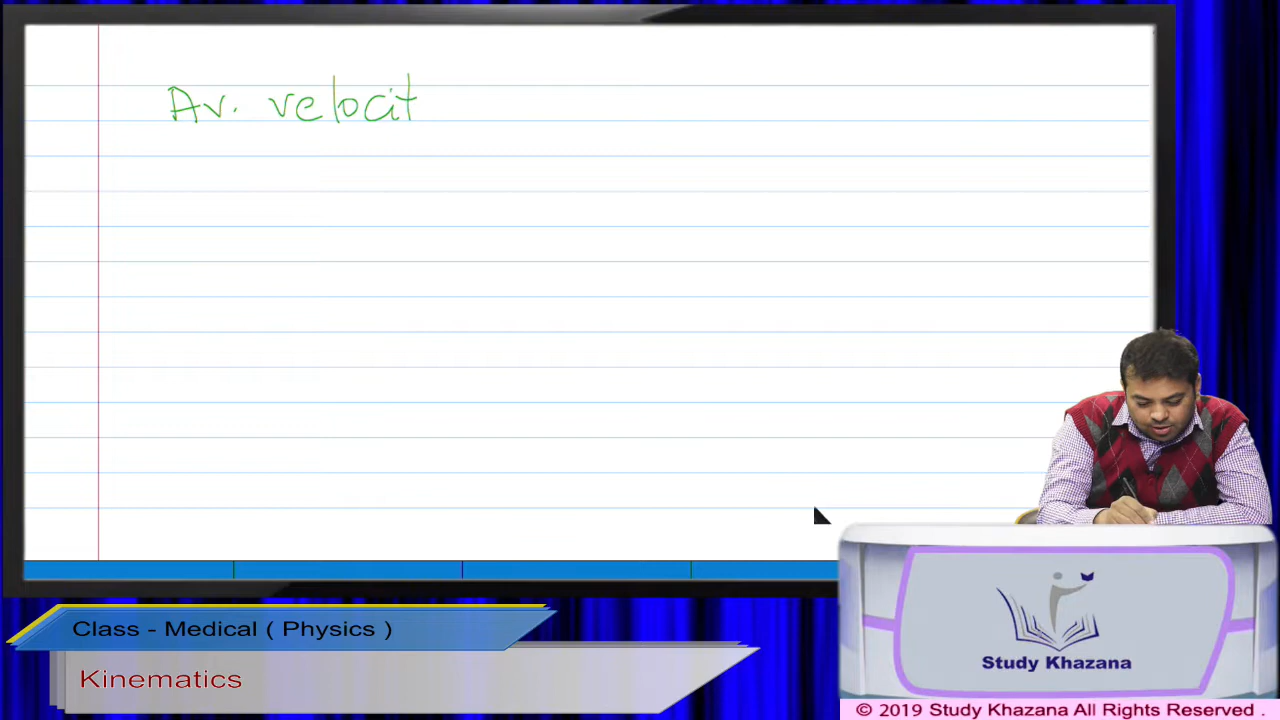 Av. velocit
Study Khazana
Class - Medical ( Physics )
Kinematics
© 2019 Study Khazana All Rights Reserved .